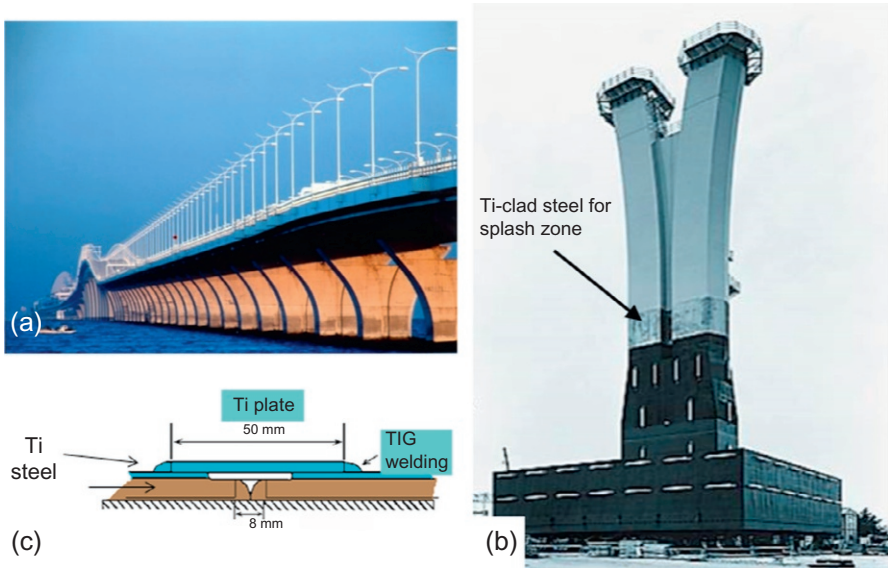 (a)
Ti-clad steel for
splash zone
(b)
Ti plate
50 mm
Ti
steel
TIG
welding
8 mm
(c)